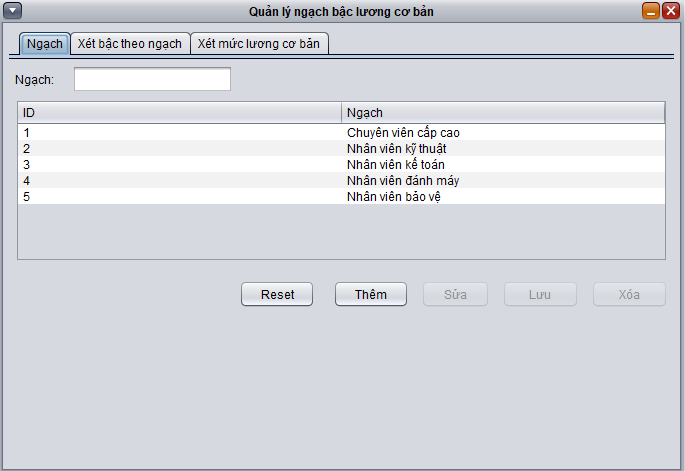 Quản lý ngạch bậc lương cơ bản
Ngạch Xét bậc theo ngạch Xét mức lương cơ bản
Ngạch:
ID Ngạch
1 Chuyên viên cấp cao
2 Nhân viên kỹ thuật
3 Nhân viên kế toán
4 Nhân viên đánh máy
5 Nhân viên bảo vệ
Reset Thêm Sửa Lưu Xóa